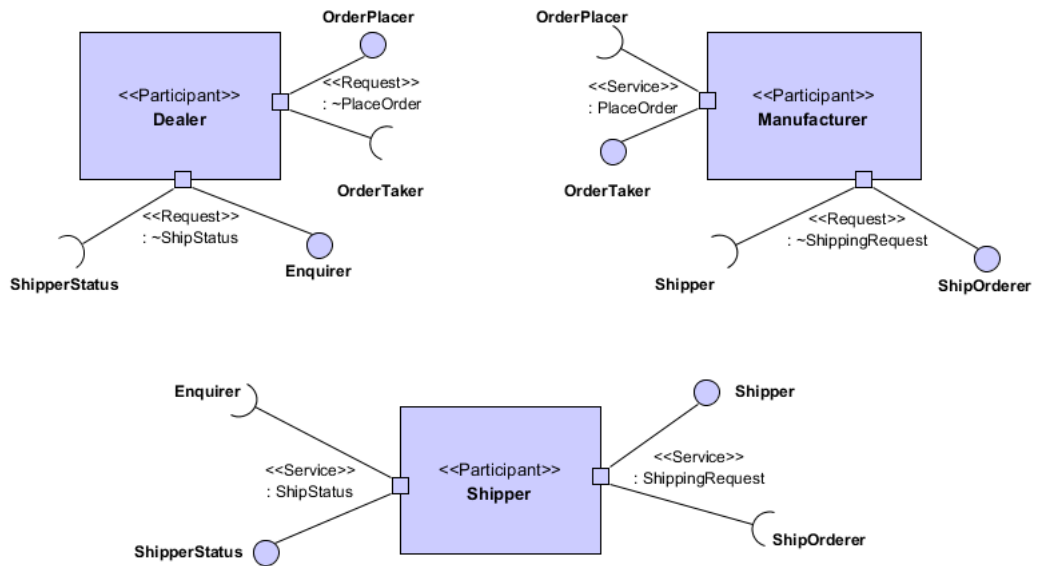 OrderPlacer
<<Participant>>
Dealer
<<Request>>
: ~PlaceOrder
OrderTaker
<<Request>>
: ~ShipStatus
ShipperStatus
Enquirer
OrderPlacer
<<Service>>
: PlaceOrder
OrderTaker
<<Participant>>
Manufacturer
<<Request>>
: ~ShippingRequest
Shipper
ShipOrderer
Enquirer
<<Service>>
: ShipStatus
ShipperStatus
<<Participant>>
Shipper
Shipper
<<Service>>
: ShippingRequest
ShipOrderer